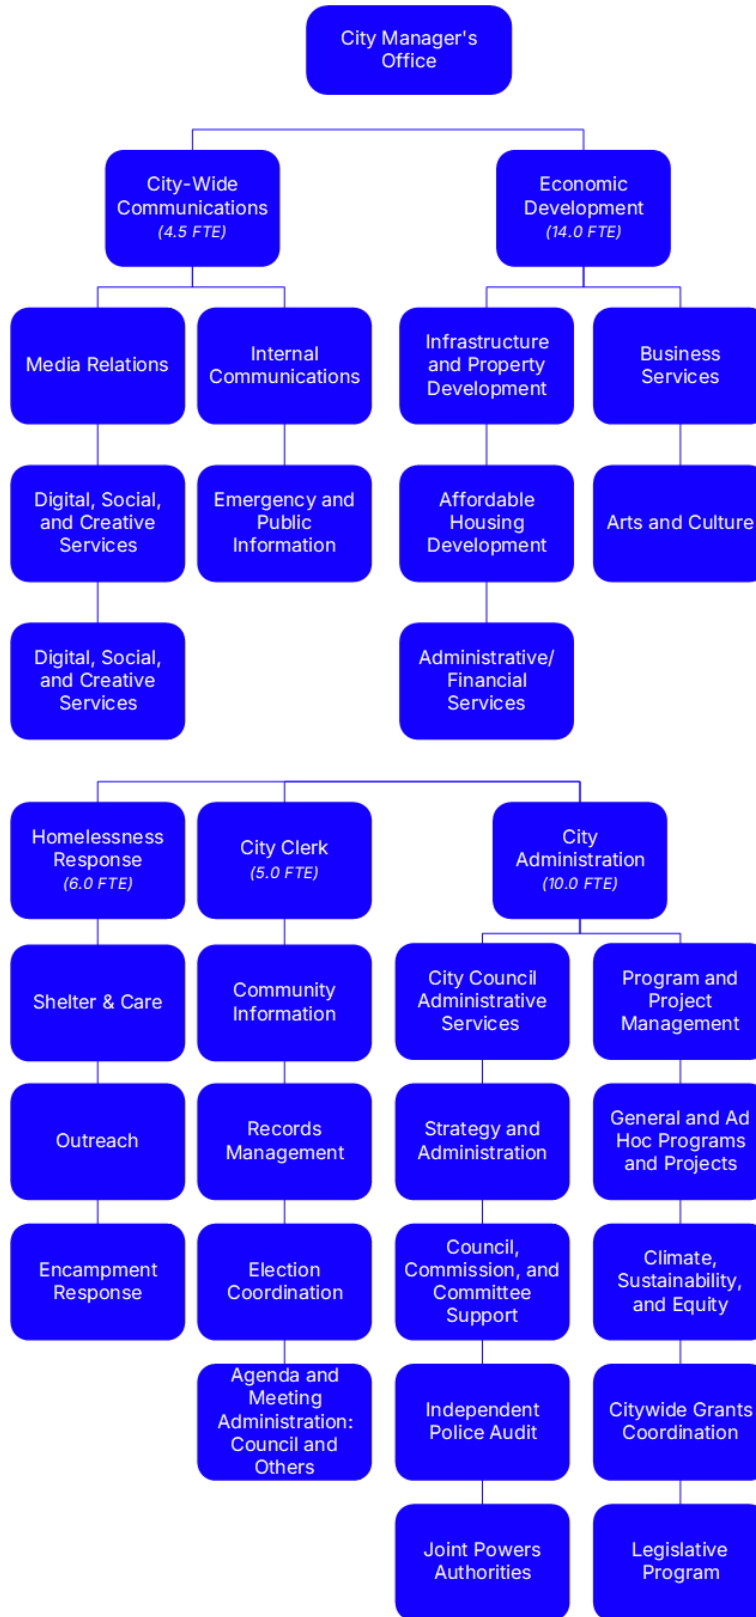 City Manager's
Office
City-Wide
Communications
(4.5 FTE)
Economic
Development
(14.0 FTE)
Media Relations
Internal
Communications
Infrastructure
and Property
Development
Business
Services
Digital, Social,
and Creative
Services
Emergency and
Public
Information
Affordable
Housing
Development
Arts and Culture
Digital, Social,
and Creative
Services
Administrative/
Financial
Services
Homelessness
Response
(6.0 FTE)
City Clerk
(5.0 FTE)
City
Administration
(10.0 FTE)
Shelter & Care
Community
Information
City Council
Administrative
Services
Program and
Project
Management
Outreach
Records
Management
Strategy and
Administration
General and Ad
Hoc Programs
and Projects
Encampment
Response
Election
Coordination
Council,
Commission, and
Committee
Support
Climate,
Sustainability,
and Equity
Agenda and
Meeting
Administration:
Council and
Others
Independent
Police Audit
Citywide Grants
Coordination
Joint Powers
Authorities
Legislative
Program